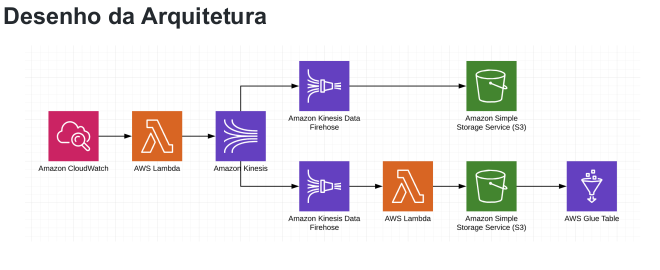 Desenho da Arquitetura
Amazon Kinesis Data
Firehose
Amazon Simple
Storage Service (S3)
Amazon CloudWatch
AWS Lambda
Amazon Kinesis
Amazon Kinesis Data
Firehose
AWS Lambda
Amazon Simple
Storage Service (S3)
AWS Glue Table